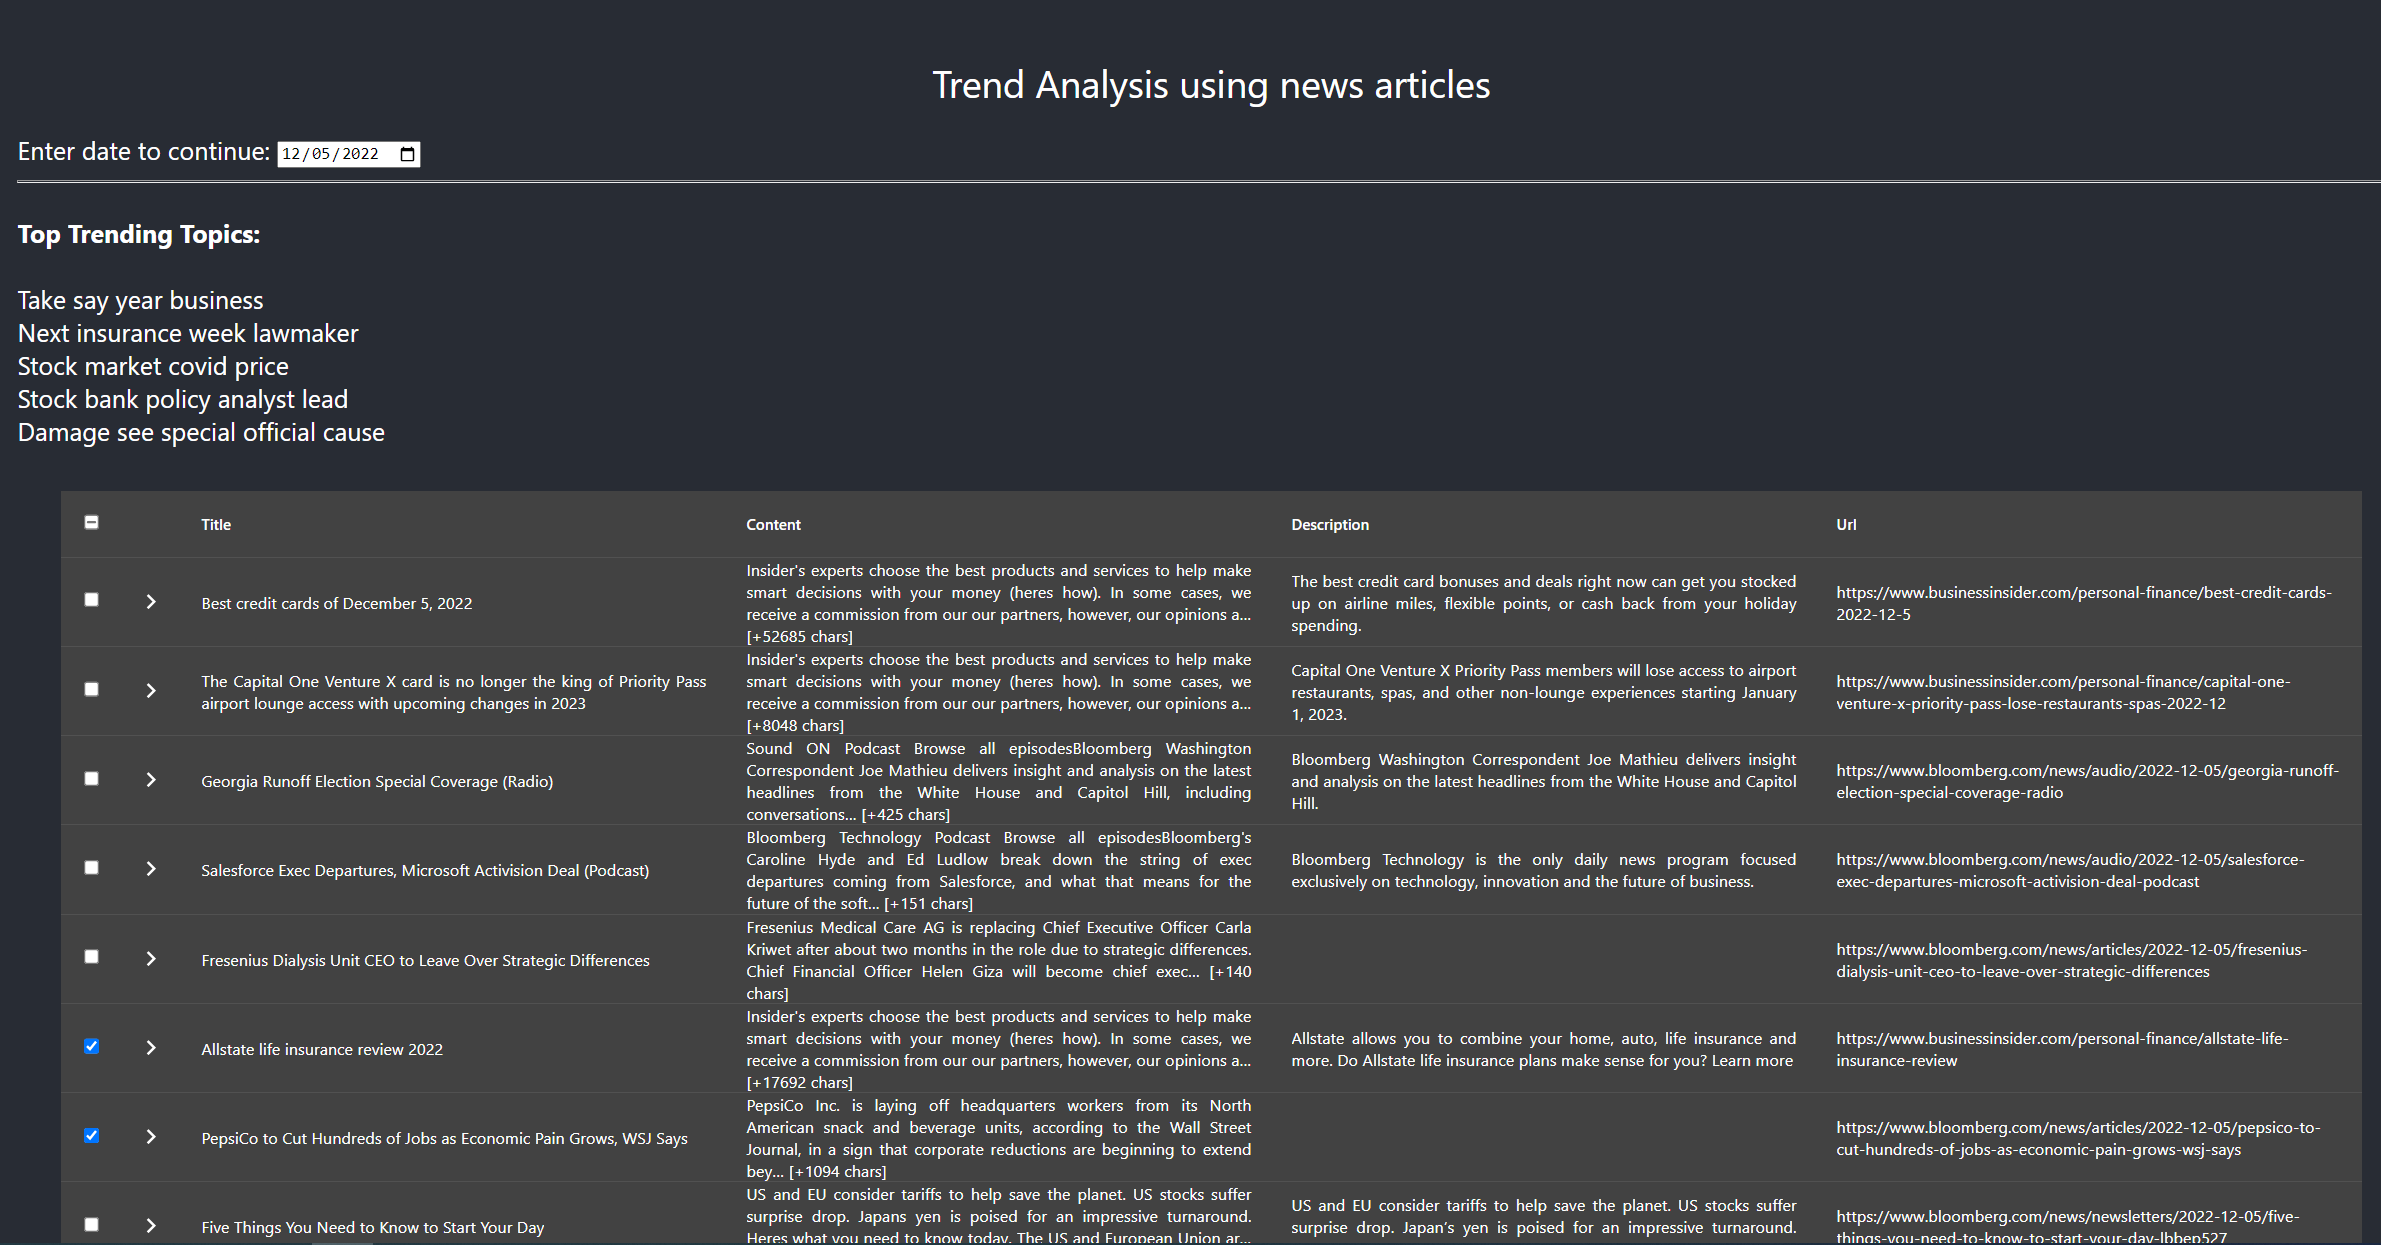 Trend Analysis using news articles
Enter date to continue: 12/05/2022
Top Trending Topics:
Take say year business
Next insurance week lawmaker
Stock market covid price
Stock bank policy analyst lead
Damage see special official cause
Title Content Description Url
Best credit cards of December 5, 2022
Insider's experts choose the best products and services to help make
smart decisions with your money (heres how). In some cases, we
receive a commission from our our partners, however, our opinions a...
[+52685 chars]
The best credit card bonuses and deals right now can get you stocked
up on airline miles, flexible points, or cash back from your holiday
spending.
https://www.businessinsider.com/personal-finance/best-credit-cards-
2022-12-5
The Capital One Venture X card is no longer the king of Priority Pass
airport lounge access with upcoming changes in 2023
Insider's experts choose the best products and services to help make
smart decisions with your money (heres how). In some cases, we
receive a commission from our our partners, however, our opinions a...
[+8048 chars]
Capital One Venture X Priority Pass members will lose access to airport
restaurants, spas, and other non-lounge experiences starting January
1, 2023.
https://www.businessinsider.com/personal-finance/capital-one-
venture-x-priority-pass-lose-restaurants-spas-2022-12
Georgia Runoff Election Special Coverage (Radio)
Sound ON Podcast Browse all episodesBloomberg Washington
Correspondent Joe Mathieu delivers insight and analysis on the latest
headlines from the White House and Capitol Hill, including
conversations... [+425 chars]
Bloomberg Washington Correspondent Joe Mathieu delivers insight
and analysis on the latest headlines from the White House and Capitol
Hill.
https://www.bloomberg.com/news/audio/2022-12-05/georgia-runoff-
election-special-coverage-radio
Salesforce Exec Departures, Microsoft Activision Deal (Podcast)
Bloomberg Technology Podcast Browse all episodesBloomberg's
Caroline Hyde and Ed Ludlow break down the string of exec
departures coming from Salesforce, and what that means for the
future of the soft... [+151 chars]
Bloomberg Technology is the only daily news program focused
exclusively on technology, innovation and the future of business.
https://www.bloomberg.com/news/audio/2022-12-05/salesforce-
exec-departures-microsoft-activision-deal-podcast
Fresenius Dialysis Unit CEO to Leave Over Strategic Differences
Fresenius Medical Care AG is replacing Chief Executive Officer Carla
Kriwet after about two months in the role due to strategic differences.
Chief Financial Officer Helen Giza will become chief exec... [+140
chars]
https://www.bloomberg.com/news/articles/2022-12-05/fresenius-
dialysis-unit-ceo-to-leave-over-strategic-differences
Allstate life insurance review 2022
Insider's experts choose the best products and services to help make
smart decisions with your money (heres how). In some cases, we
receive a commission from our our partners, however, our opinions a...
[+17692 chars]
Allstate allows you to combine your home, auto, life insurance and
more. Do Allstate life insurance plans make sense for you? Learn more
https://www.businessinsider.com/personal-finance/allstate-life-
insurance-review
PepsiCo to Cut Hundreds of Jobs as Economic Pain Grows, WSJ Says
PepsiCo Inc. is laying off headquarters workers from its North
American snack and beverage units, according to the Wall Street
Journal, in a sign that corporate reductions are beginning to extend
bey... [+1094 chars]
https://www.bloomberg.com/news/articles/2022-12-05/pepsico-to-
cut-hundreds-of-jobs-as-economic-pain-grows-wsj-says
Five Things You Need to Know to Start Your Day
US and EU consider tariffs to help save the planet. US stocks suffer
surprise drop. Japans yen is poised for an impressive turnaround.
Heres what you need to know today. The US and European Union ar...
US and EU consider tariffs to help save the planet. US stocks suffer
surprise drop. Japan’s yen is poised for an impressive turnaround.
https://www.bloomberg.com/news/newsletters/2022-12-05/five-
things-you-need-to-know-to-start-your-day-lbbep527